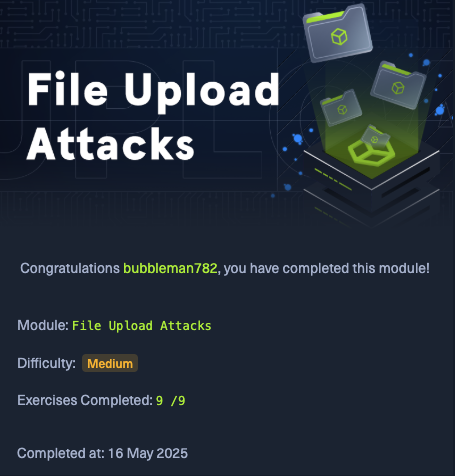 File Upload
Attacks
Congratulations bubbleman782, you have completed this module!
Module: File Upload Attacks
Difficulty: Medium
Exercises Completed: 9 /9
Completed at: 16 May 2025